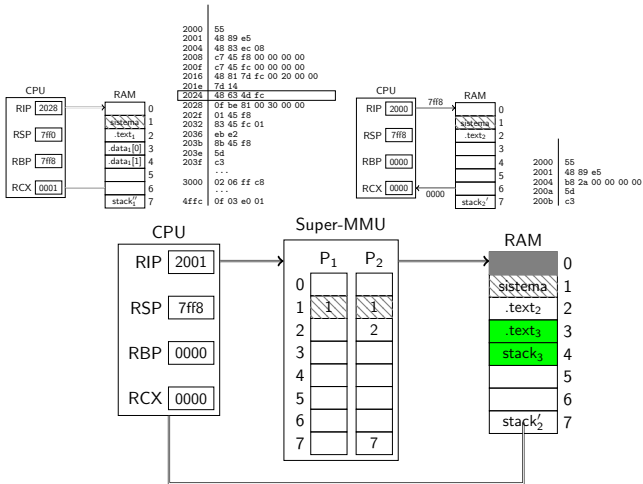 2000 55
2001 48 89 e5
2004 48 83 ec 08
2008 c7 45 f8 00 00 00 00
200f c7 45 fc 00 00 00 00
2016 48 81 7d fc 00 20 00 00
201e 7d 14
2024 48 63 4d fc
2028 0f be 81 00 30 00 00
202f 01 45 f8
2032 83 45 fc 01
2036 eb e2
203b 8b 45 f8
203e 5d
203f c3
...
3000 02 06 ff c8
...
4ffc 0f 03 e0 01
CPU
RIP 2028
RSP 7ff0
RBP 7ff8
RCX 0001
RAM
0
sistema 1
.text₁ 2
.data₁[0] 3
.data₁[1] 4
5
6
stack₁'' 7
CPU
RIP 2000
RSP 7ff8
RBP 0000
RCX 0000
7ff8
0000
RAM
0
sistema 1
.text₂ 2
3
4
5
6
stack₂' 7
2000 55
2001 48 89 e5
2004 b8 2a 00 00 00 00
200a 5d
200b c3
CPU
RIP 2001
RSP 7ff8
RBP 0000
RCX 0000
Super-MMU
P₁ P₂
0
1 1 1
2 2
3
4
5
6
7 7
RAM
0
sistema 1
.text₂ 2
.text₃ 3
stack₃ 4
5
6
stack₂' 7